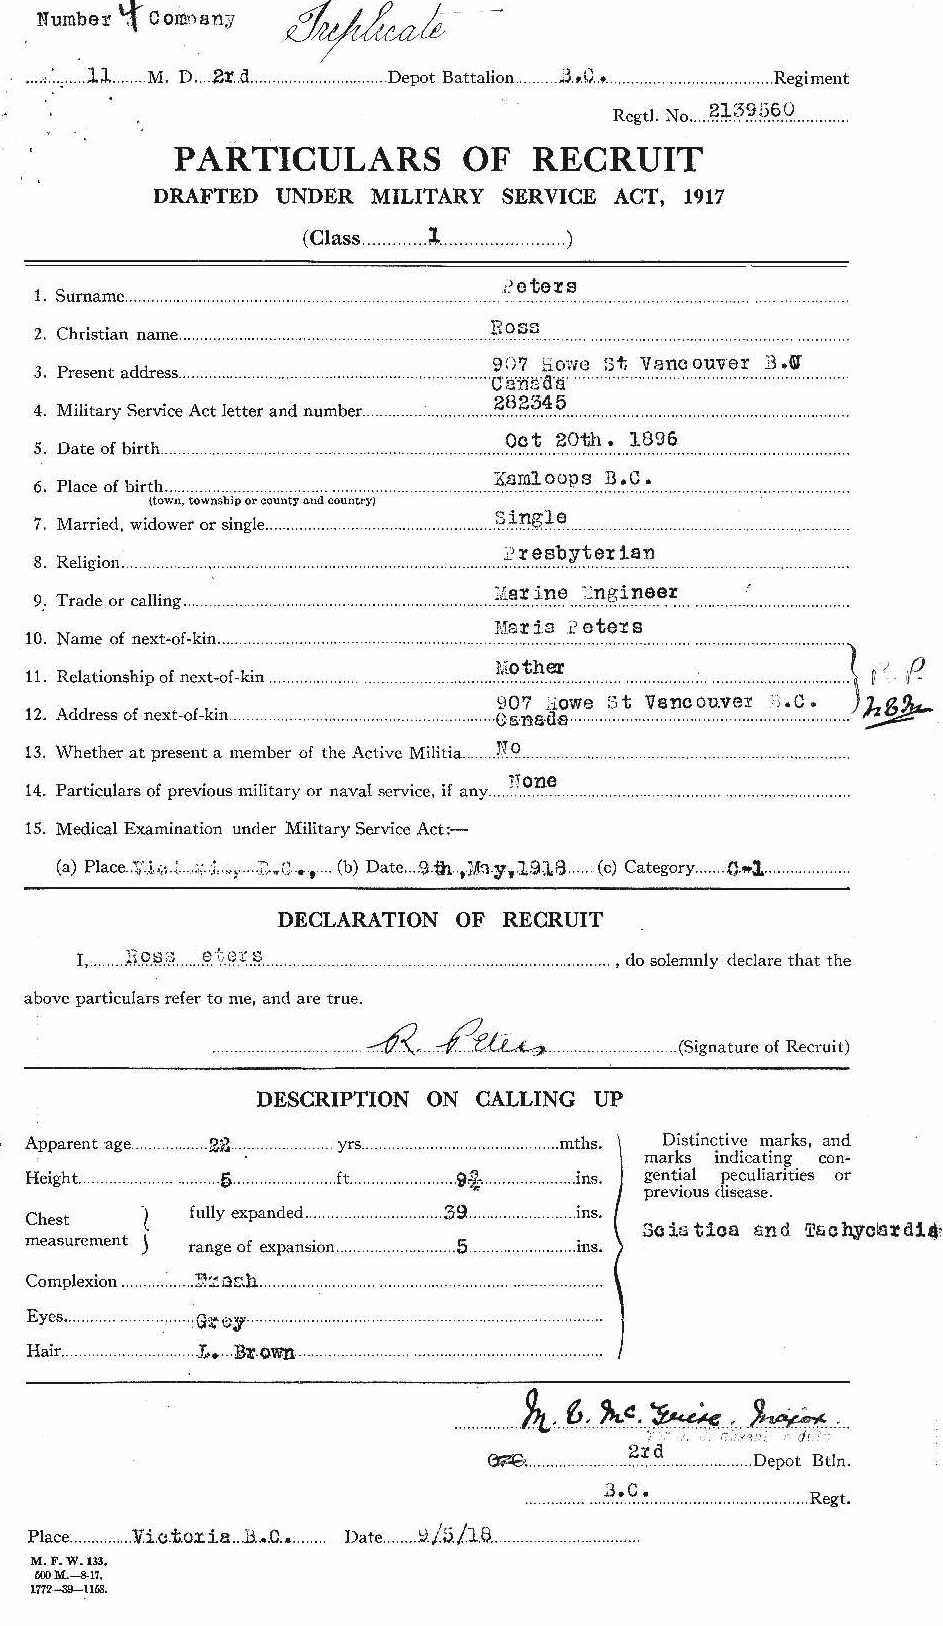 Number 4 Company Triplicate
11 M. D. 2rd Depot Battalion B.C. Regiment
Regtl. No. 2139560
PARTICULARS OF RECRUIT
DRAFTED UNDER MILITARY SERVICE ACT, 1917
(Class 1 )
1. Surname Peters
2. Christian name Ross
3. Present address 907 Howe St Vancouver B.C
Canada
4. Military Service Act letter and number 282345
5. Date of birth Oct 20th. 1896
6. Place of birth Kamloops B.C.
(town, township or county and country)
7. Married, widower or single Single
8. Religion Presbyterian
9. Trade or calling Marine Engineer
10. Name of next-of-kin Maria Peters
11. Relationship of next-of-kin Mother
12. Address of next-of-kin 907 Howe St Vancouver B.C.
Canada
13. Whether at present a member of the Active Militia No
14. Particulars of previous military or naval service, if any None
15. Medical Examination under Military Service Act:—
(a) Place Victoria, B.C., (b) Date 9th,May,1918 (c) Category C-1
DECLARATION OF RECRUIT
I, Ross eters , do solemnly declare that the
above particulars refer to me, and are true.
R. Peters (Signature of Recruit)
DESCRIPTION ON CALLING UP
Apparent age 22 yrs. mths.
Height 5 ft. 9 ins.
Chest measurement fully expanded 39 ins.
range of expansion 5 ins.
Complexion Fresh
Eyes Grey
Hair L. Brown
Distinctive marks, and
marks indicating con-
gential peculiarities or
previous disease.
Sciatica and Tachycardia
M. C. McGuire. Major.
O/C. 2rd Depot Btln.
B.C. Regt.
Place Victoria B.C. Date 9/5/18
M. F. W. 133.
500 M.—8-17.
1772—39—1158.